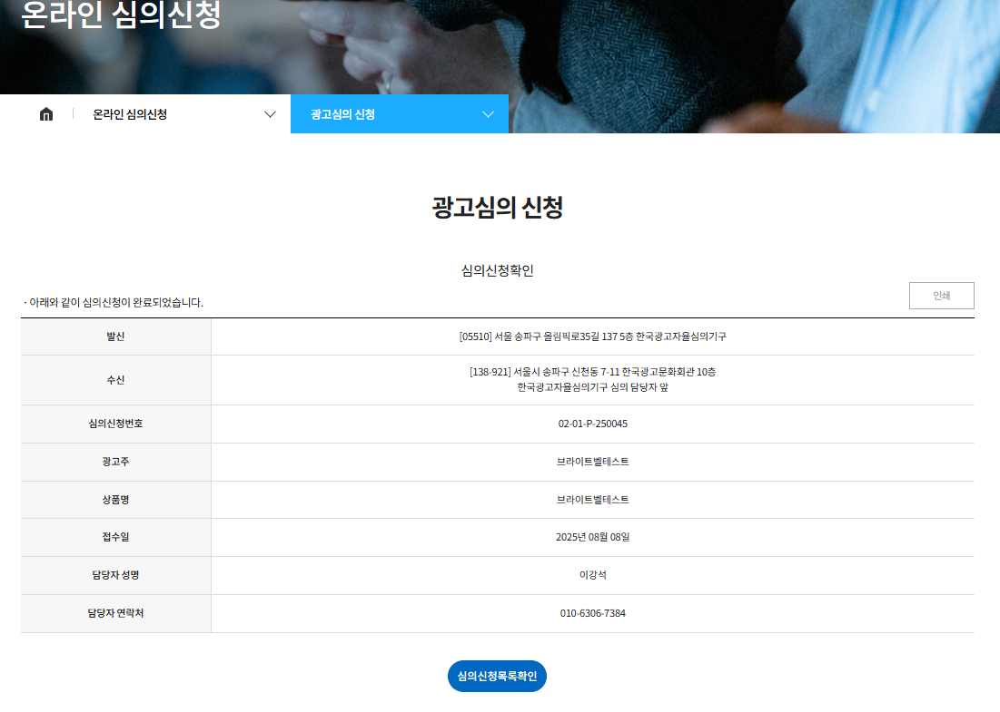 온라인 심의신청
온라인 심의신청
광고심의 신청
광고심의 신청
심의신청확인
· 아래와 같이 심의신청이 완료되었습니다.
인쇄
발신
[05510] 서울 송파구 올림픽로35길 137 5층 한국광고자율심의기구
수신
[138-921] 서울시 송파구 신천동 7-11 한국광고문화회관 10층
한국광고자율심의기구 심의 담당자 앞
심의신청번호
02-01-P-250045
광고주
브라이트벨테스트
상품명
브라이트벨테스트
접수일
2025년 08월 08일
담당자 성명
이강석
담당자 연락처
010-6306-7384
심의신청목록확인